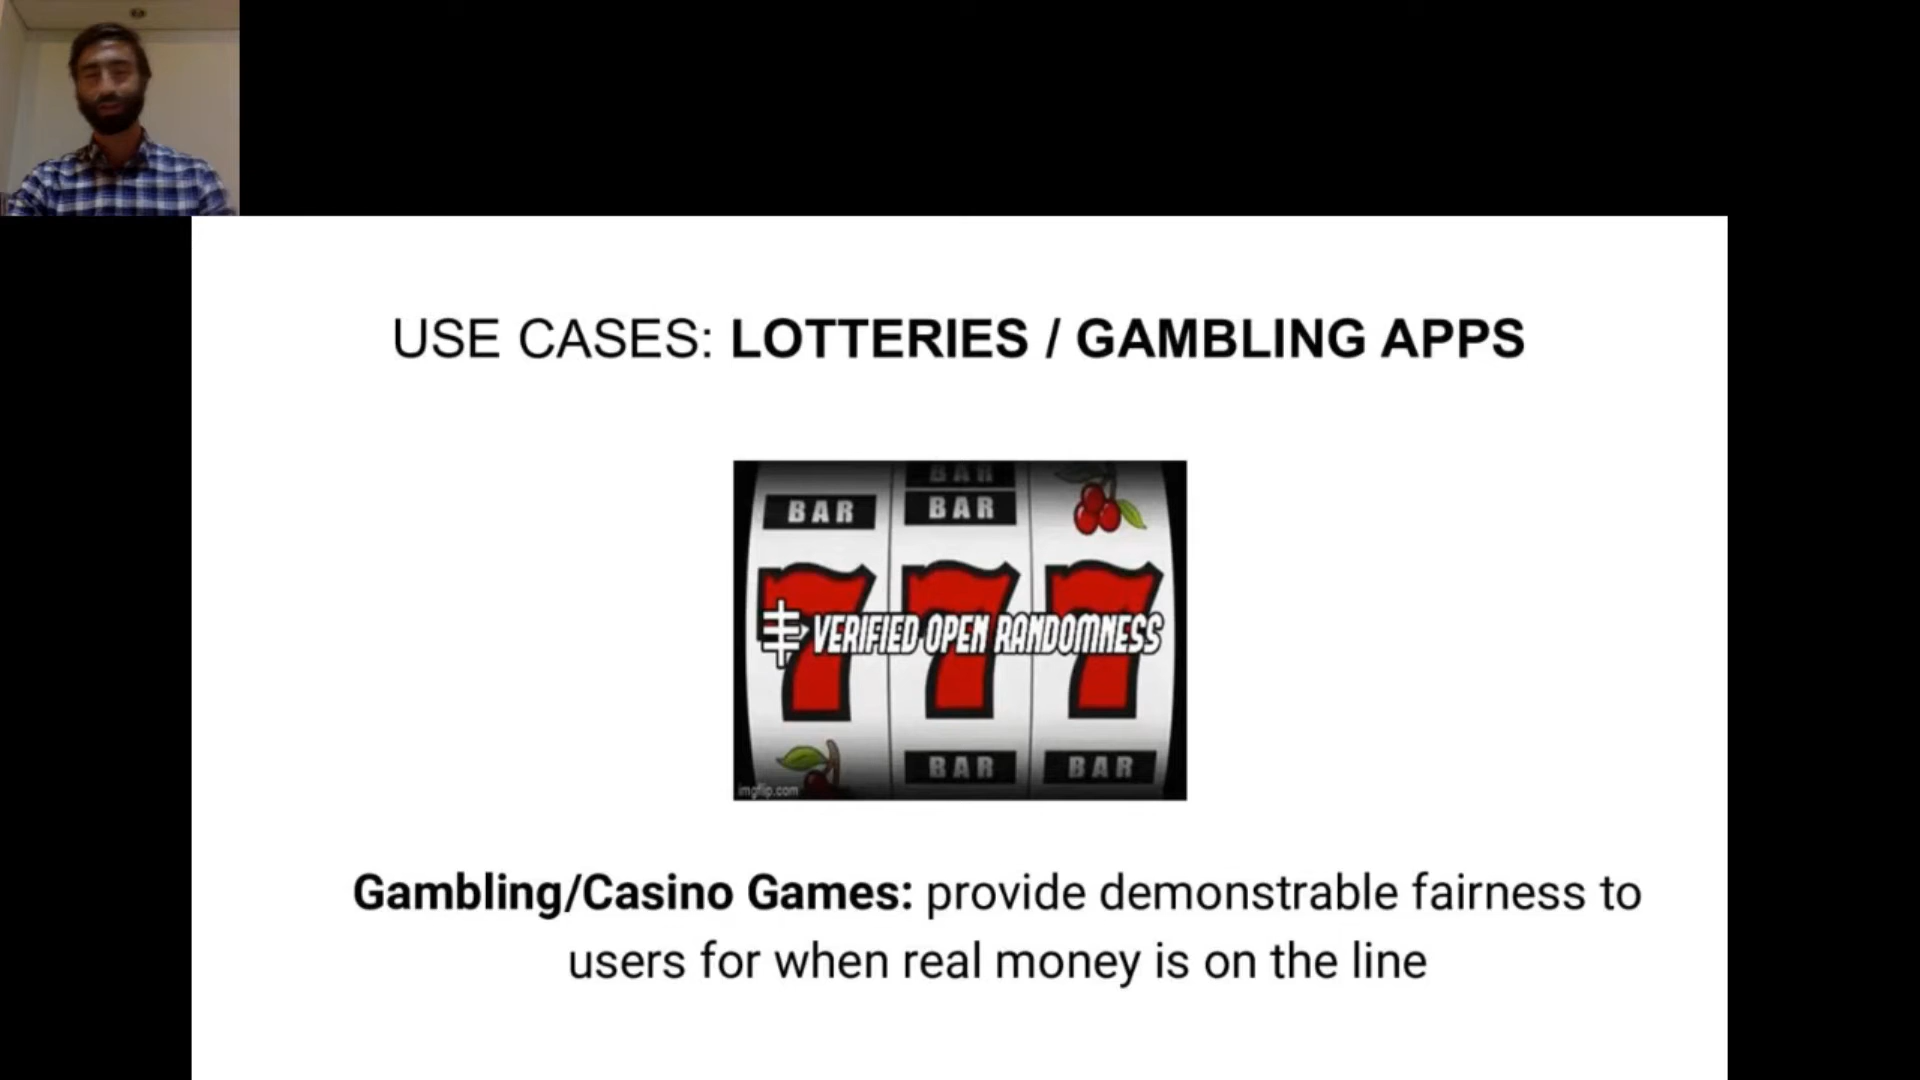 USE CASES: LOTTERIES / GAMBLING APPS
BAR
BAR BAR
VERIFIED OPEN RANDOMNESS
777
BAR BAR
imgflip.com
Gambling/Casino Games: provide demonstrable fairness to
users for when real money is on the line